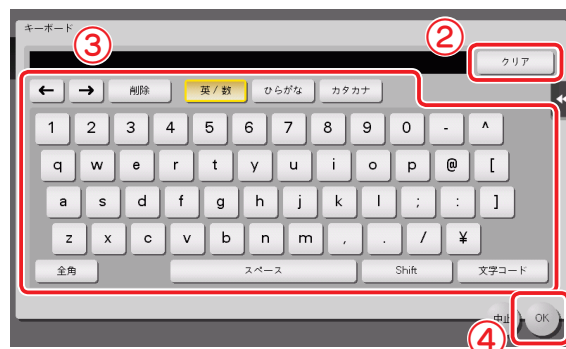 キーボード
③
②
クリア
← → 削除 英/数 ひらがな カタカナ
1 2 3 4 5 6 7 8 9 0 - ^
q w e r t y u i o p @ [
a s d f g h j k l ; : ]
z x c v b n m , . / ¥
全角 スペース Shift 文字コード
中止 OK
④